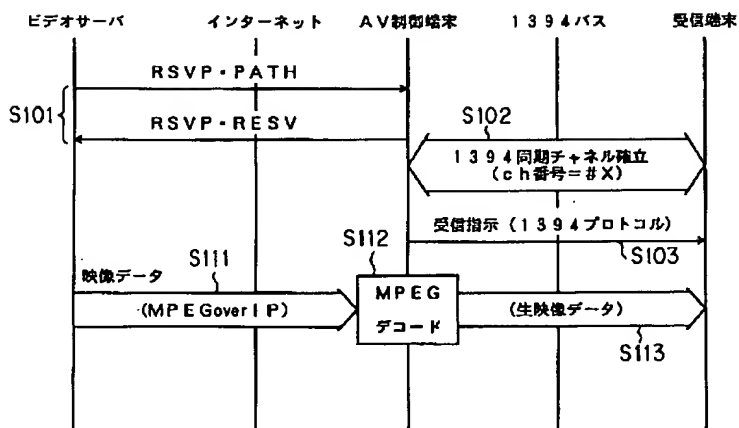 ビデオサーバ
インターネット
AV制御端末
1394バス
受信端末
RSVP・PATH
S101
RSVP・RESV
S102
1394同期チャネル確立
(ch番号=#X)
受信指示(1394プロトコル)
S103
S112
S111
映像データ
(MPEGoverIP)
MPEG
デコード
(生映像データ)
S113